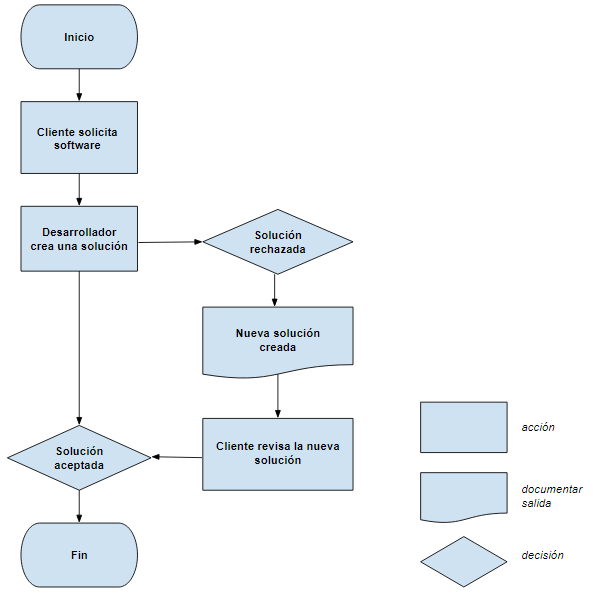 Inicio
Cliente solicita
software
Desarrollador
crea una solución
Solución
rechazada
Nueva solución
creada
Cliente revisa la nueva
solución
Solución
aceptada
Fin
acción
documentar
salida
decisión